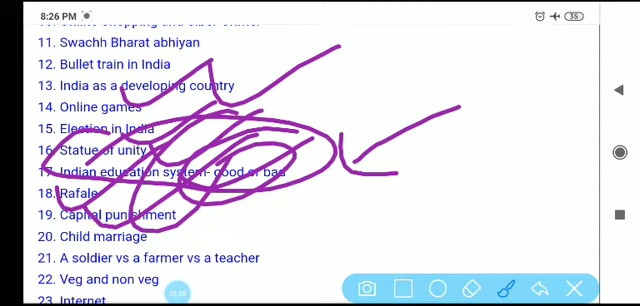 8:26 PM
35
11. Swachh Bharat abhiyan
12. Bullet train in India
13. India as a developing country
14. Online games
15. Election in India
16. Statue of unity
17. Indian education system- good or bad
18. Rafale
19. Capital punishment
20. Child marriage
21. A soldier vs a farmer vs a teacher
22. Veg and non veg
23. Internet